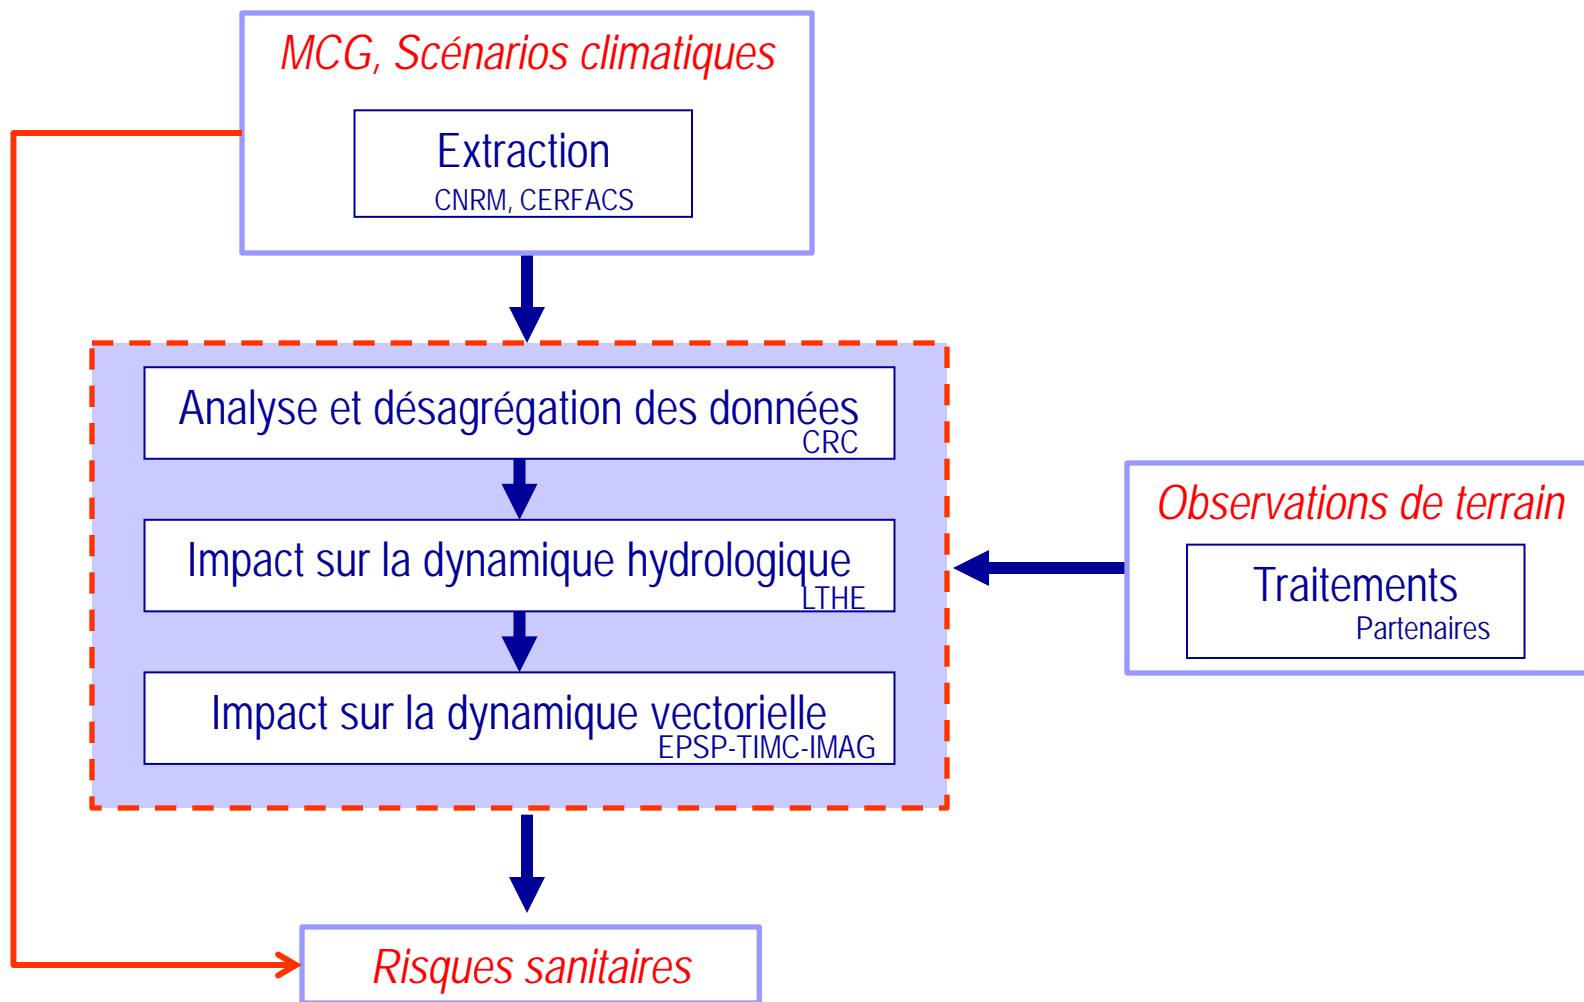 MCG, Scénarios climatiques
Extraction
CNRM, CERFACS
Analyse et désagrégation des données
CRC
Impact sur la dynamique hydrologique
LTHE
Impact sur la dynamique vectorielle
EPSP-TIMC-IMAG
Observations de terrain
Traitements
Partenaires
Risques sanitaires